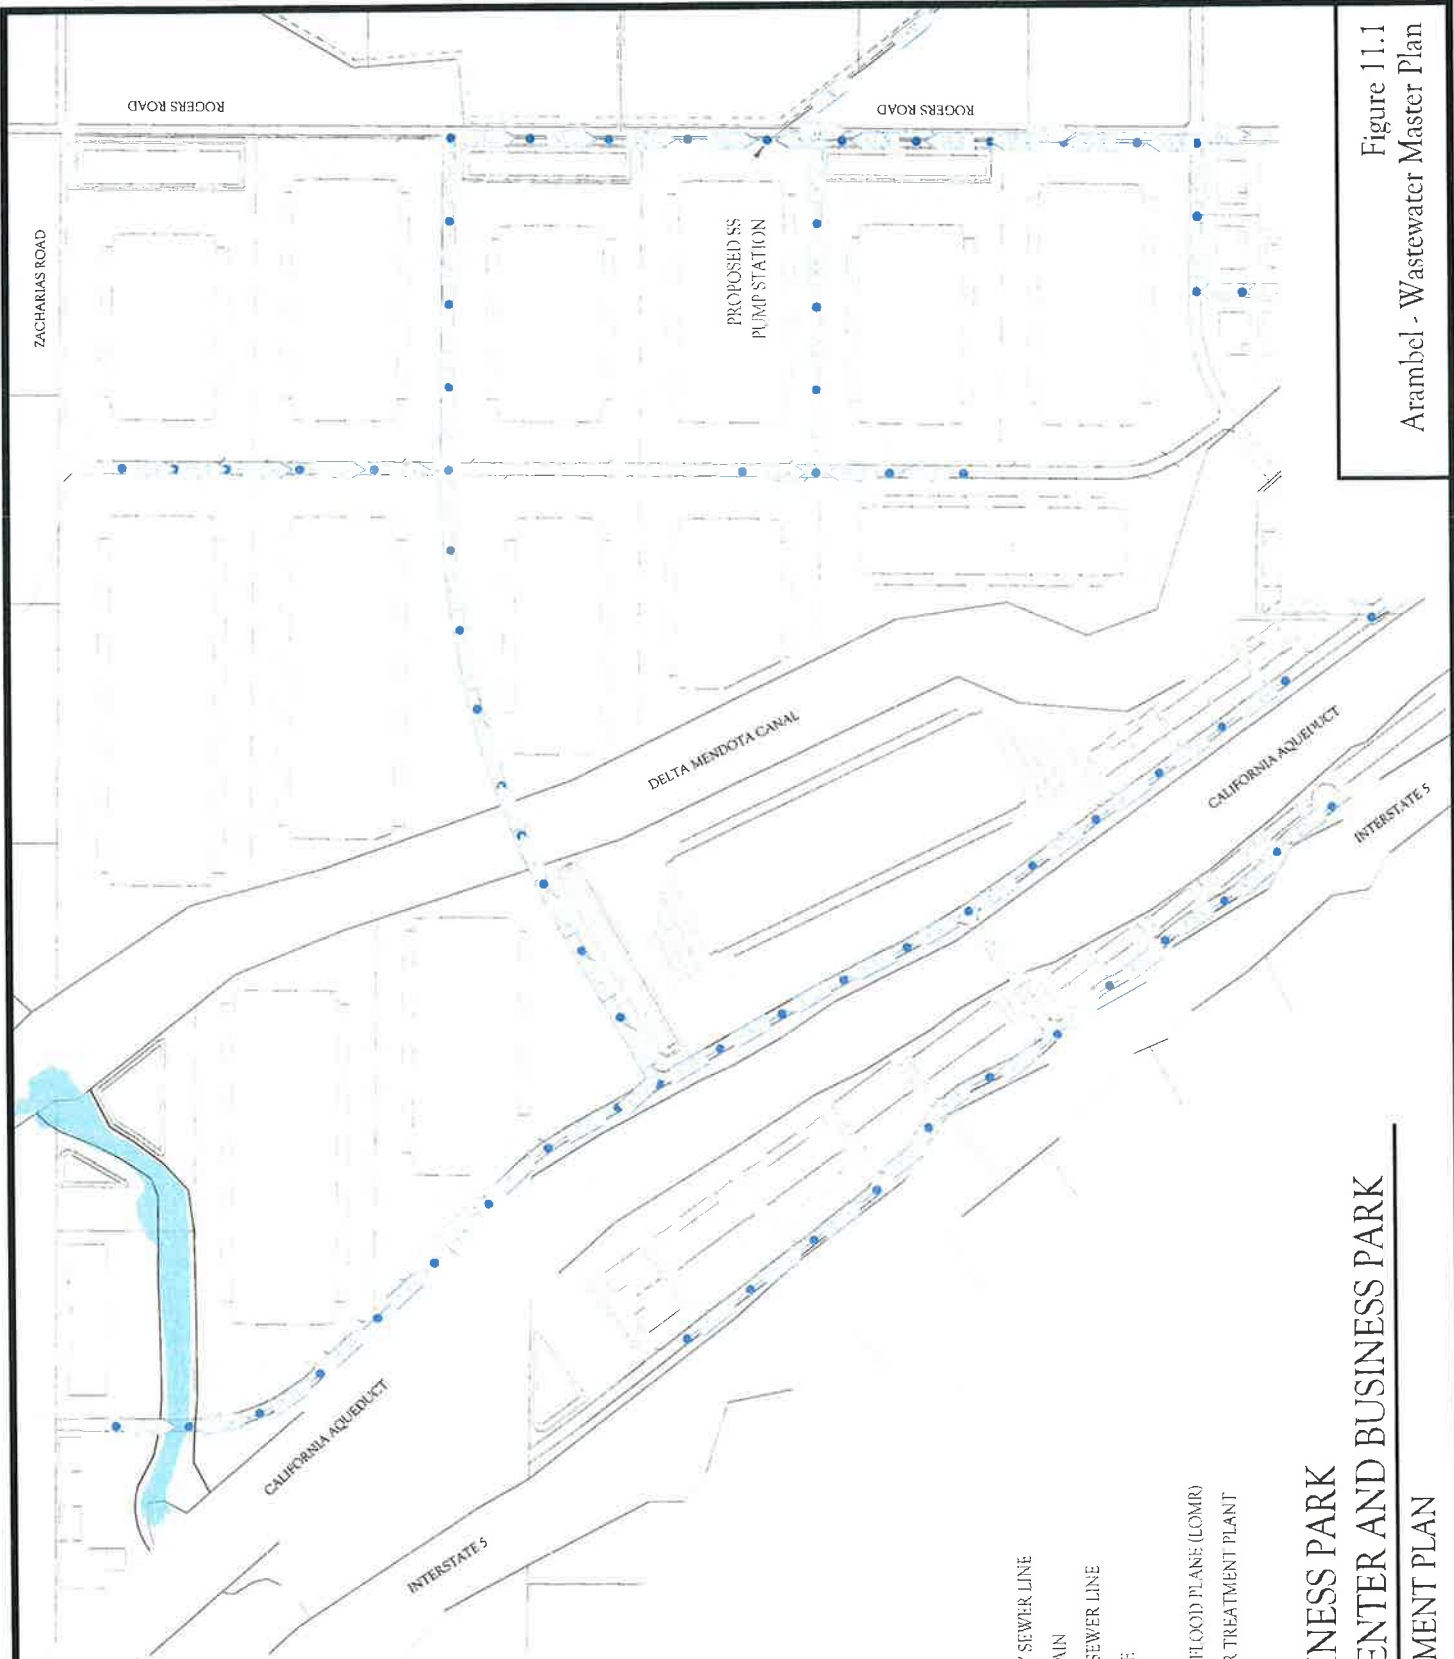 Figure 11.1
Arambel - Wastewater Master Plan
ZACHARIAS ROAD
ROGERS ROAD
ROGERS ROAD
PROPOSED SS
PUMP STATION
DELTA MENDOTA CANAL
CALIFORNIA AQUEDUCT
INTERSTATE 5
CALIFORNIA AQUEDUCT
INTERSTATE 5
SEWER LINE
SEWER LINE
FLOOD PLANE (LOMR)
TREATMENT PLANT
PARK
AND BUSINESS PARK
PLAN